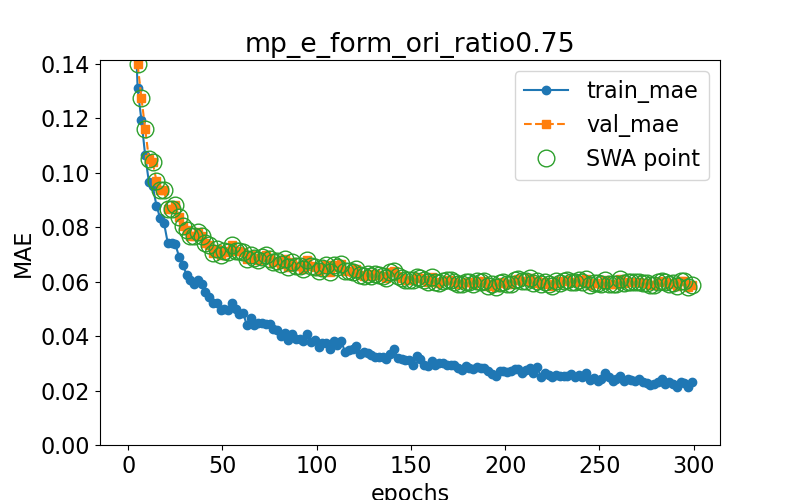 mp_e_form_ori_ratio0.75
MAE
0.14
0.12
0.10
0.08
0.06
0.04
0.02
0.00
train_mae
val_mae
SWA point
0 50 100 150 200 250 300
epochs